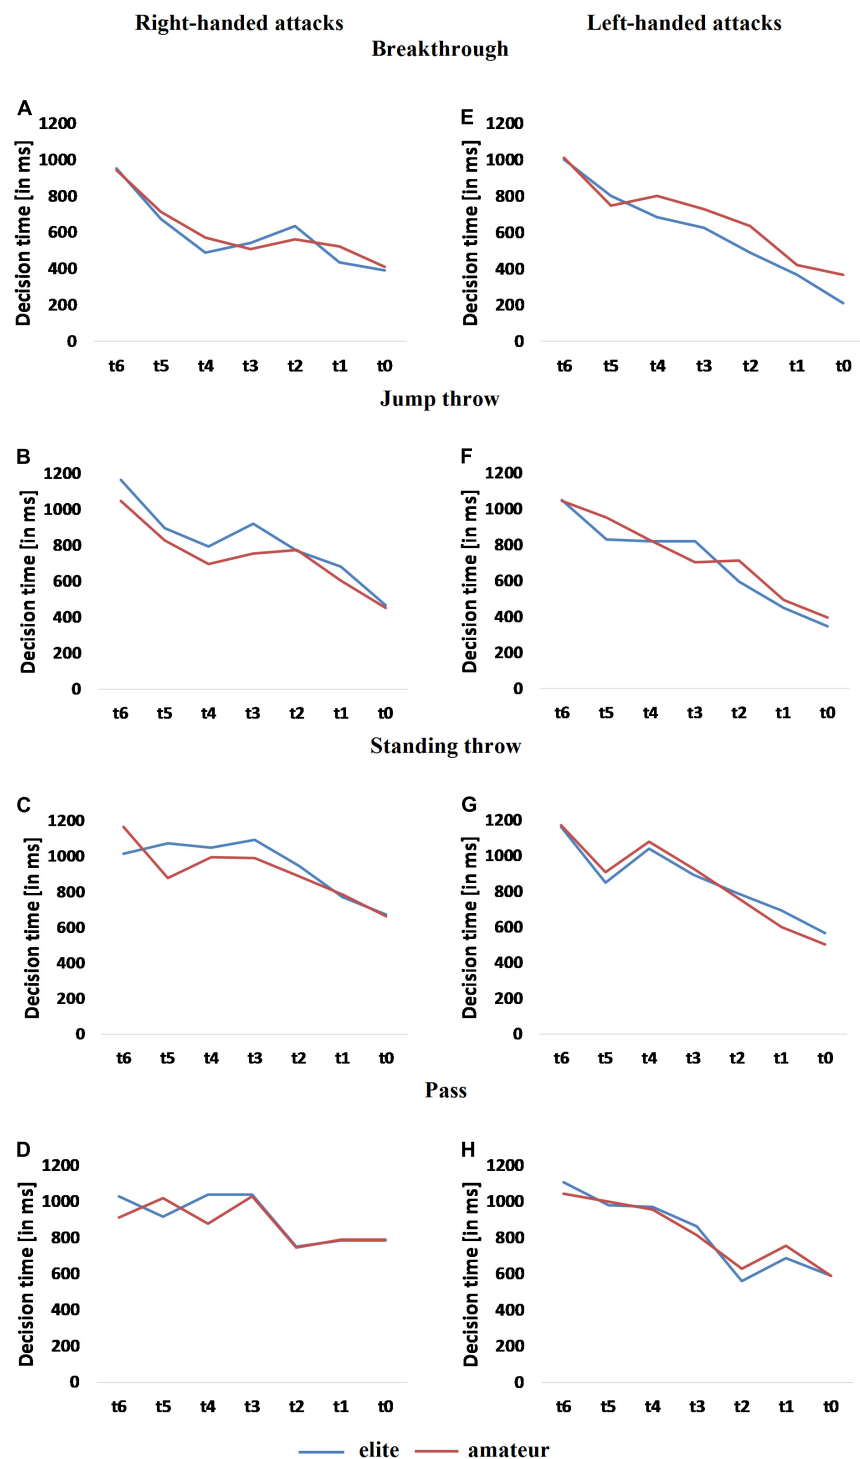 Right-handed attacks Left-handed attacks
Breakthrough
A
Decision time [in ms]
1200
1000
800
600
400
200
0
t6 t5 t4 t3 t2 t1 t0
E
Decision time [in ms]
1200
1000
800
600
400
200
0
t6 t5 t4 t3 t2 t1 t0
Jump throw
B
Decision time [in ms]
1200
1000
800
600
400
200
0
t6 t5 t4 t3 t2 t1 t0
F
Decision time [in ms]
1200
1000
800
600
400
200
0
t6 t5 t4 t3 t2 t1 t0
Standing throw
C
Decision time [in ms]
1200
1000
800
600
400
200
0
t6 t5 t4 t3 t2 t1 t0
G
Decision time [in ms]
1200
1000
800
600
400
200
0
t6 t5 t4 t3 t2 t1 t0
Pass
D
Decision time [in ms]
1200
1000
800
600
400
200
0
t6 t5 t4 t3 t2 t1 t0
H
Decision time [in ms]
1200
1000
800
600
400
200
0
t6 t5 t4 t3 t2 t1 t0
elite amateur